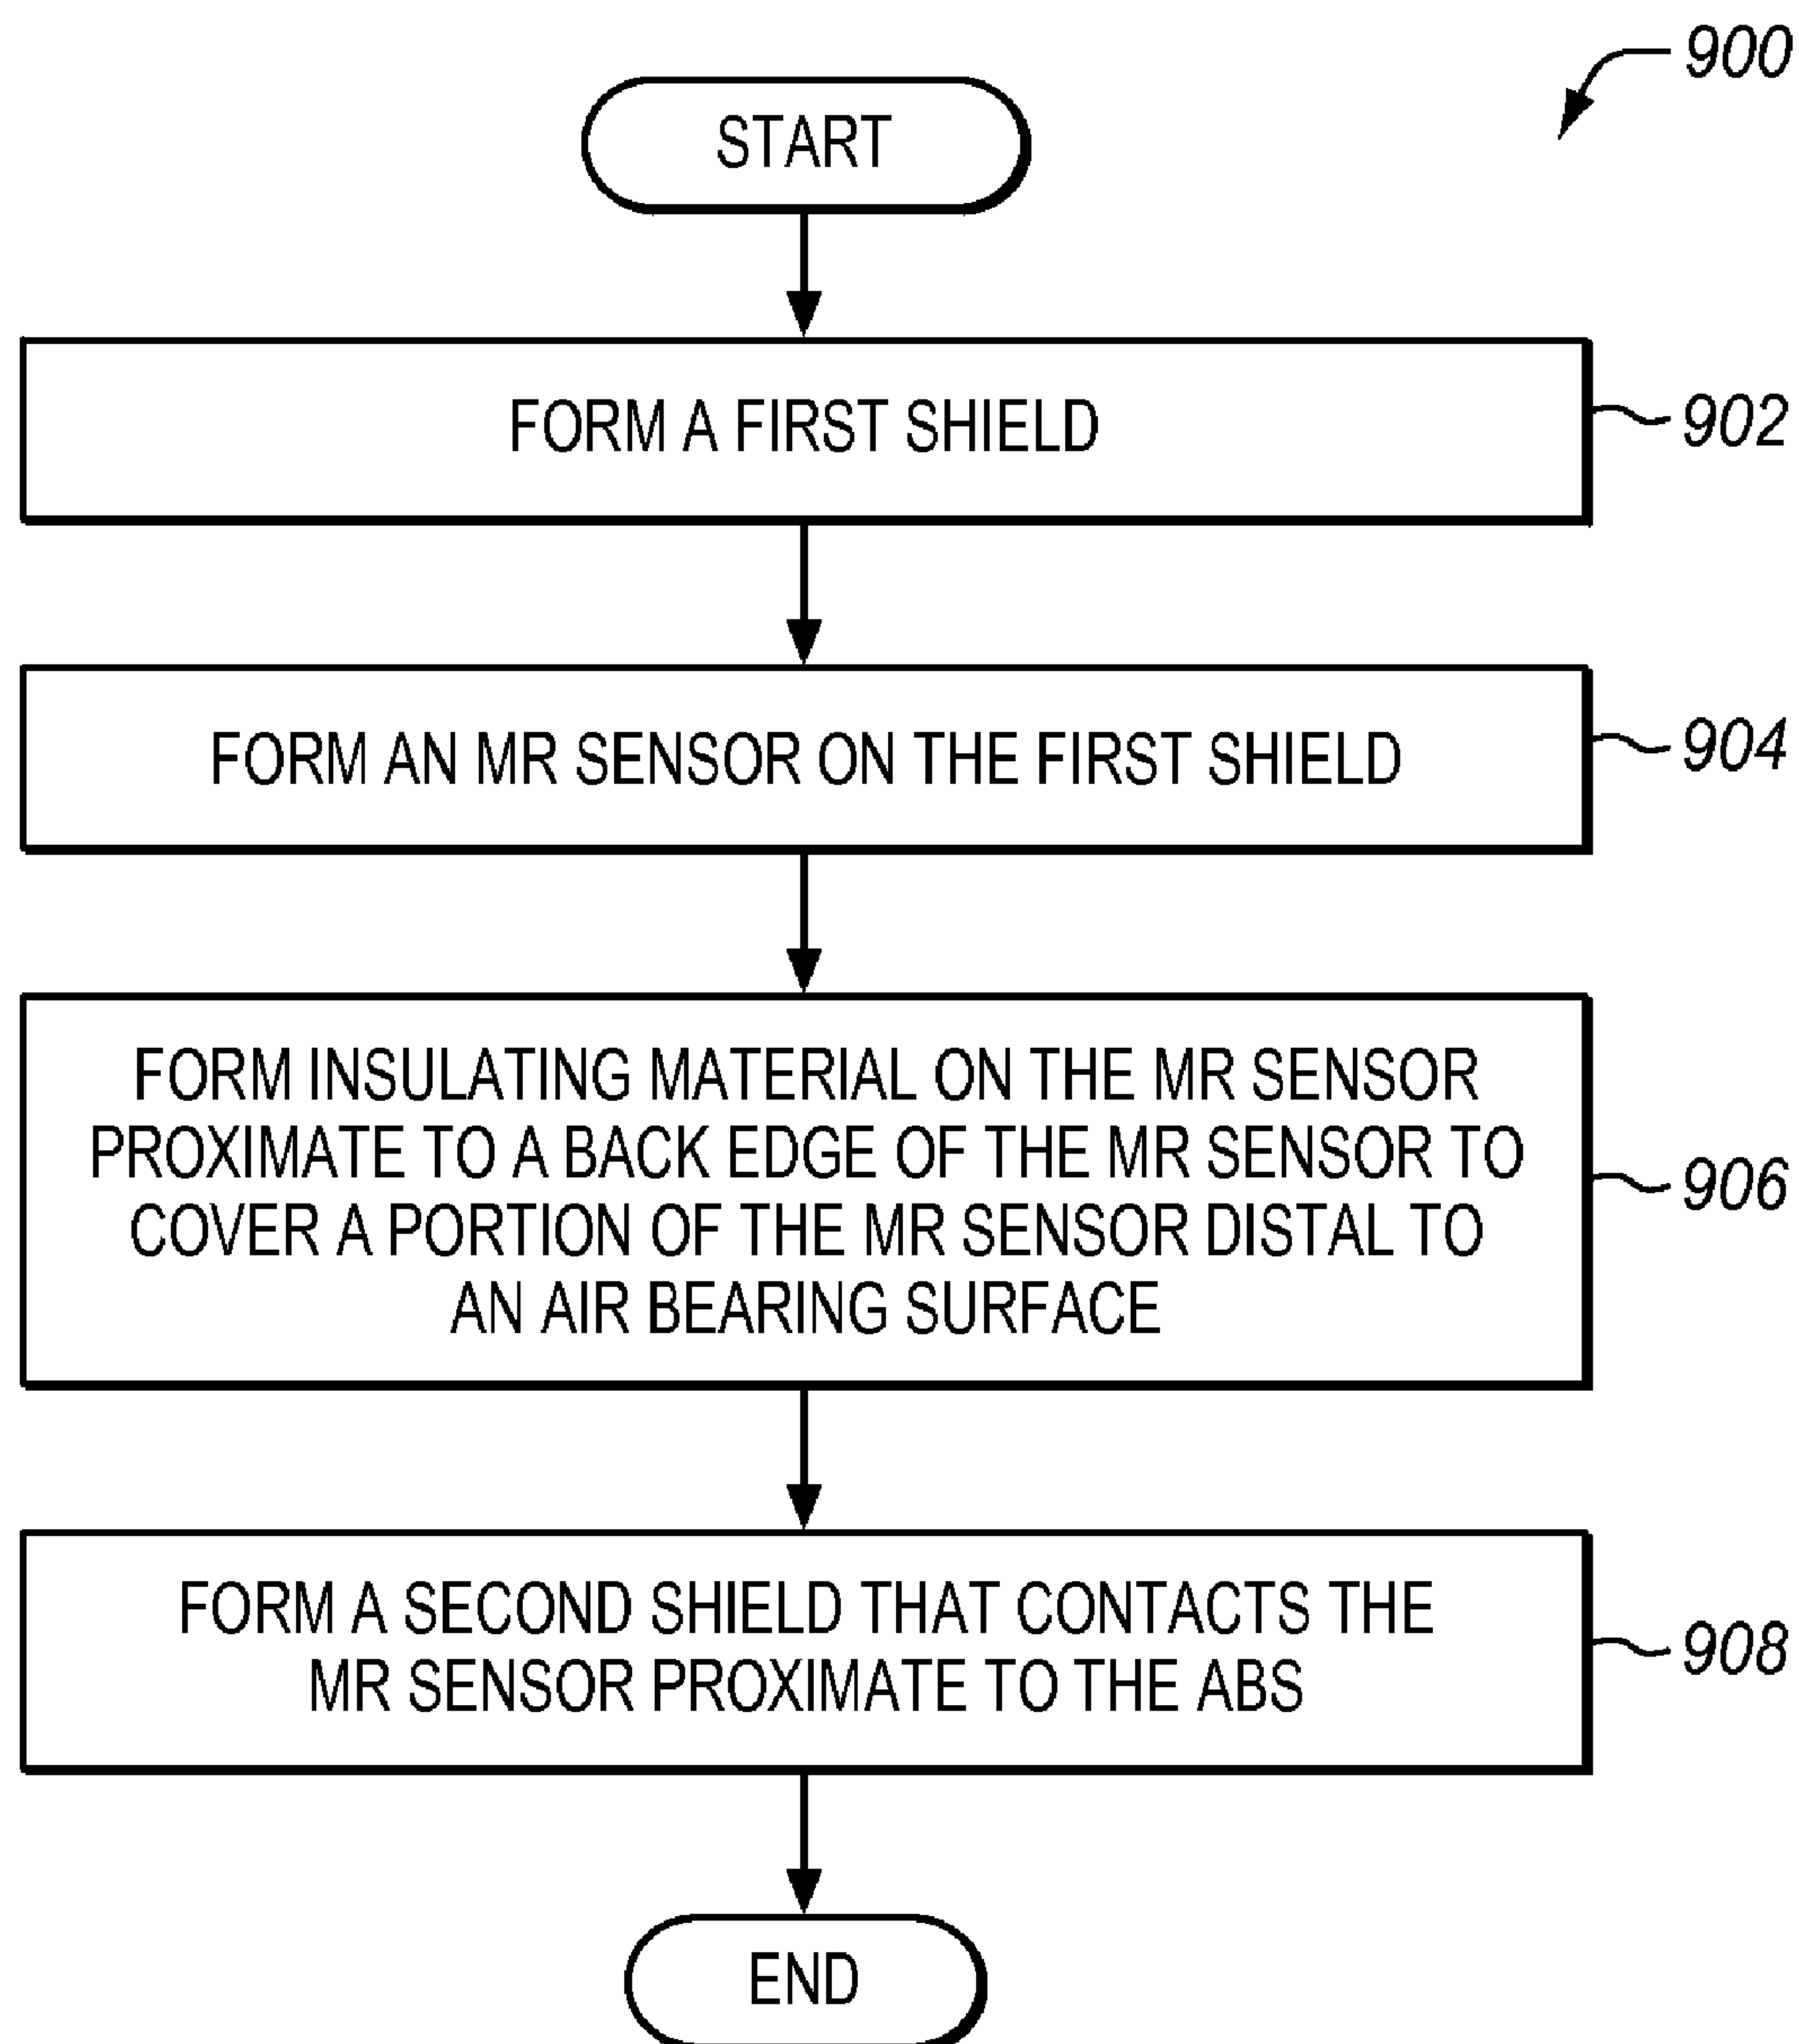 900
START
FORM A FIRST SHIELD
902
FORM AN MR SENSOR ON THE FIRST SHIELD
904
FORM INSULATING MATERIAL ON THE MR SENSOR
PROXIMATE TO A BACK EDGE OF THE MR SENSOR TO
COVER A PORTION OF THE MR SENSOR DISTAL TO
AN AIR BEARING SURFACE
906
FORM A SECOND SHIELD THAT CONTACTS THE
MR SENSOR PROXIMATE TO THE ABS
908
END